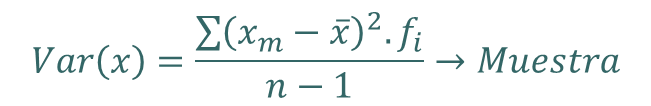 Var(x) = ∑(xₘ − x̄)².fᵢ / n − 1 → Muestra